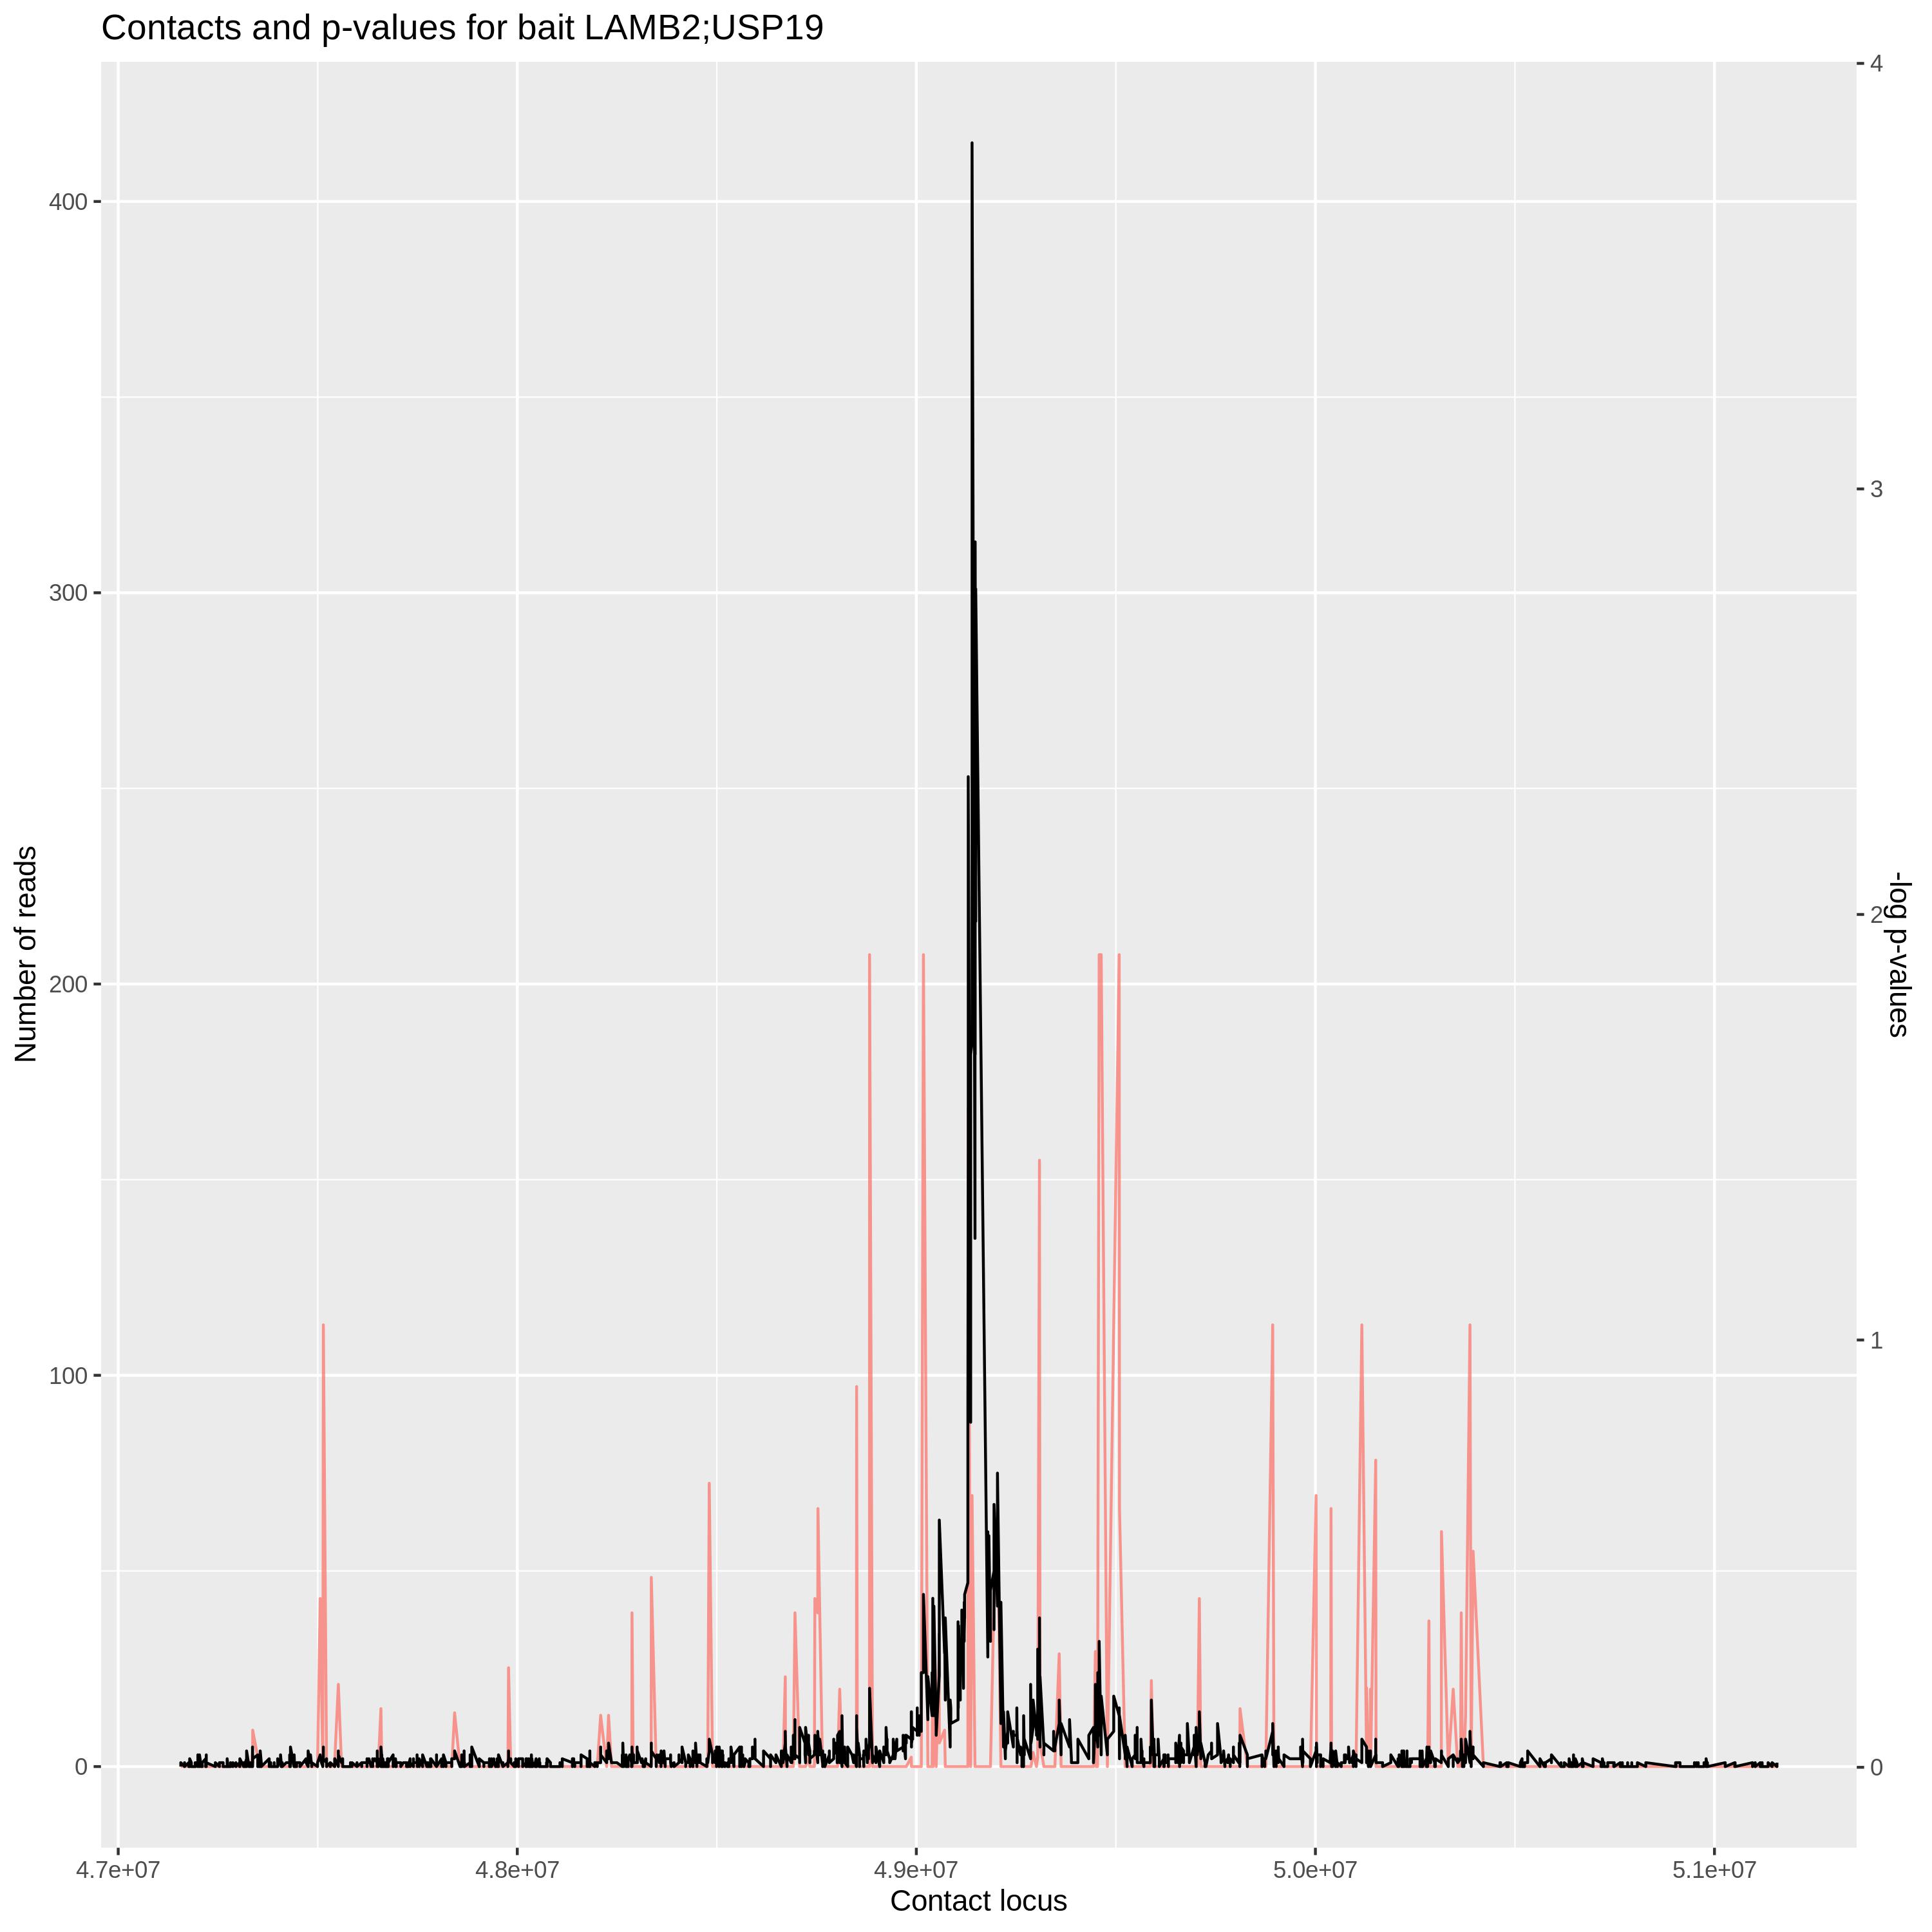 Contacts and p-values for bait LAMB2;USP19
4
400
3
300
Number of reads
-log p-values
2
200
1
100
0
0
4.7e+07
4.8e+07
4.9e+07
5.0e+07
5.1e+07
Contact locus